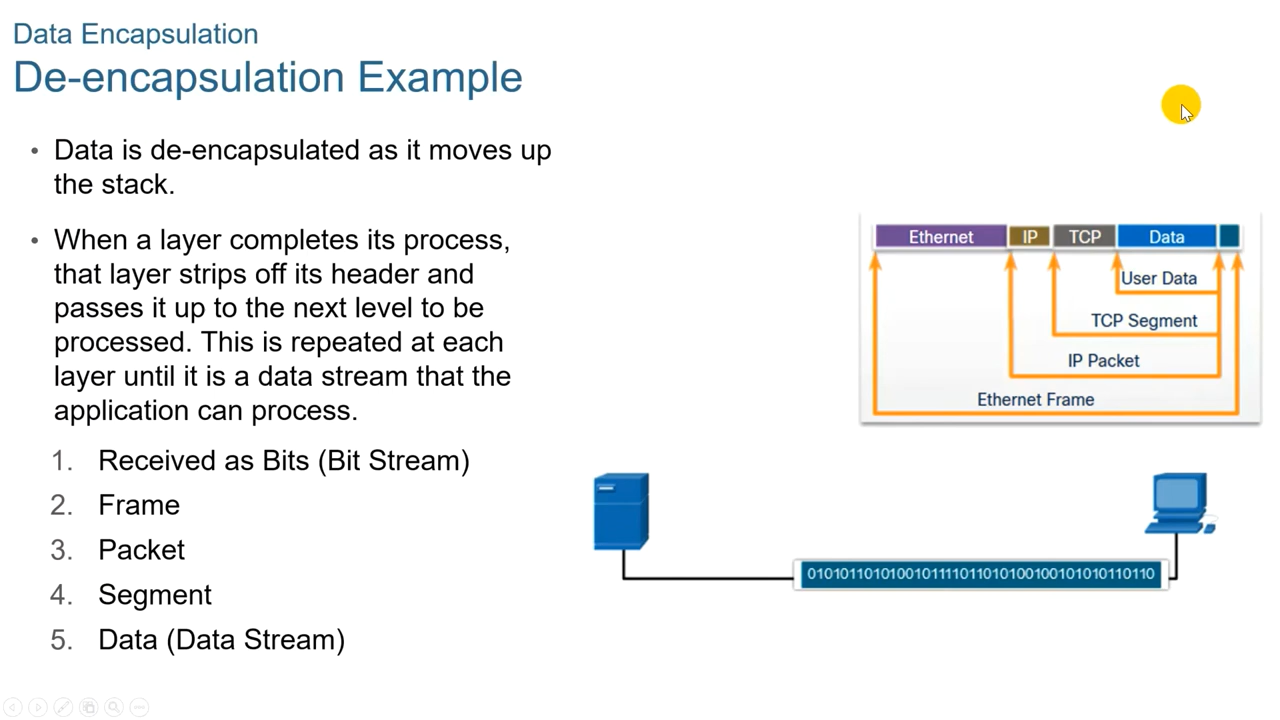 Data Encapsulation
De-encapsulation Example
• Data is de-encapsulated as it moves up
the stack.
• When a layer completes its process,
that layer strips off its header and
passes it up to the next level to be
processed. This is repeated at each
layer until it is a data stream that the
application can process.
1. Received as Bits (Bit Stream)
2. Frame
3. Packet
4. Segment
5. Data (Data Stream)
Ethernet IP TCP Data
User Data
TCP Segment
IP Packet
Ethernet Frame
010101101010010111101101010010010101010110110